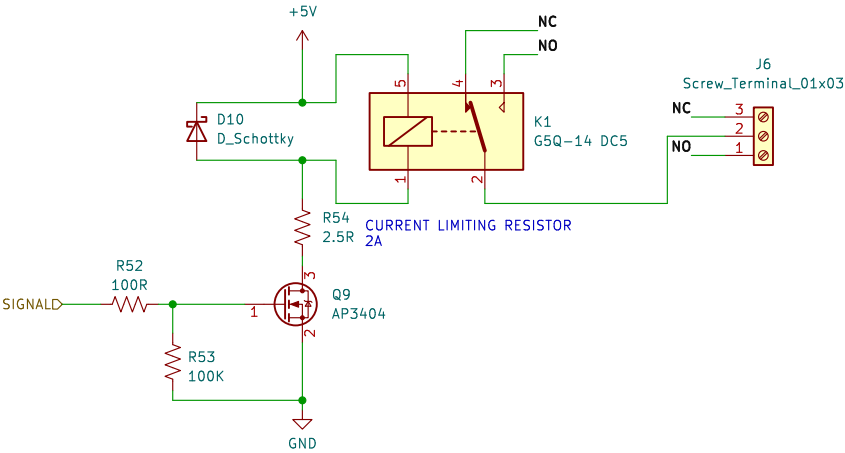 +5V
NC
NO
5
4
3
D10
D_Schottky
K1
G5Q-14 DC5
J6
Screw_Terminal_01x03
NC
3
2
NO
1
1
2
R54
2.5R
CURRENT LIMITING RESISTOR
2A
R52
100R
SIGNAL
1
3
Q9
AP3404
2
R53
100K
GND